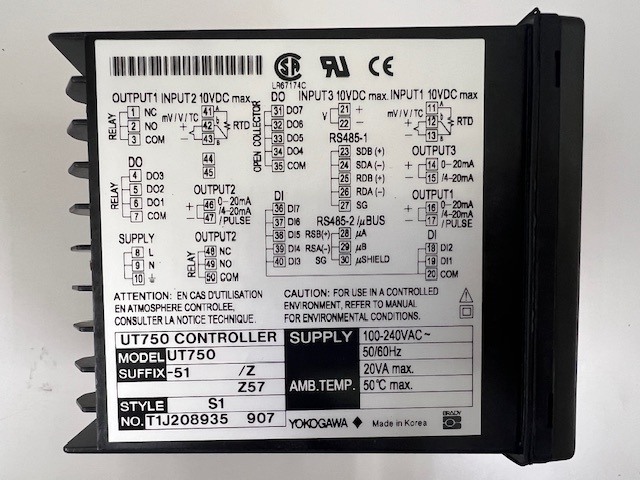 LR67174C
OUTPUT1 INPUT2 10VDC max. DO INPUT3 10VDC max. INPUT1 10VDC max.
RELAY
1 NC
2 NO
3 COM
mV / V / TC
+
−
41 A
42 B
43 B
RTD
44
45
OPEN COLLECTOR
31 DO7
32 DO6
33 DO5
34 DO4
35 COM
V
21 +
22 −
RS485-1
23 SDB (+)
24 SDA (−)
25 RDB (+)
26 RDA (−)
27 SG
mV / V / TC
+
−
11 A
12 B
13 B
RTD
OUTPUT3
+ 14 0~20mA
− 15 /4~20mA
DO
RELAY
4 DO3
5 DO2
6 DO1
7 COM
OUTPUT2
+ 46 0~20mA
/4~20mA
− 47 /PULSE
DI
36 DI7
37 DI6
38 DI5
39 DI4
40 DI3
RS485-2 /µBUS
RSB(+) 28 µA
RSA(−) 29 µB
SG 30 µSHIELD
OUTPUT1
+ 16 0~20mA
/4~20mA
− 17 /PULSE
DI
18 DI2
19 DI1
20 COM
SUPPLY
8 L
9 N
10
OUTPUT2
RELAY
48 NC
49 NO
50 COM
ATTENTION: EN CAS D'UTILISATION
EN ATMOSPHERE CONTROLEE,
CONSULTER LA NOTICE TECHNIQUE.
CAUTION: FOR USE IN A CONTROLLED
ENVIRONMENT, REFER TO MANUAL
FOR ENVIRONMENTAL CONDITIONS.
UT750 CONTROLLER
MODEL UT750
SUFFIX -51 /Z
Z57
STYLE S1
NO. T1J208935 907
SUPPLY 100-240VAC~
50/60Hz
20VA max.
AMB.TEMP. 50℃ max.
YOKOGAWA ◆ Made in Korea
BRADY